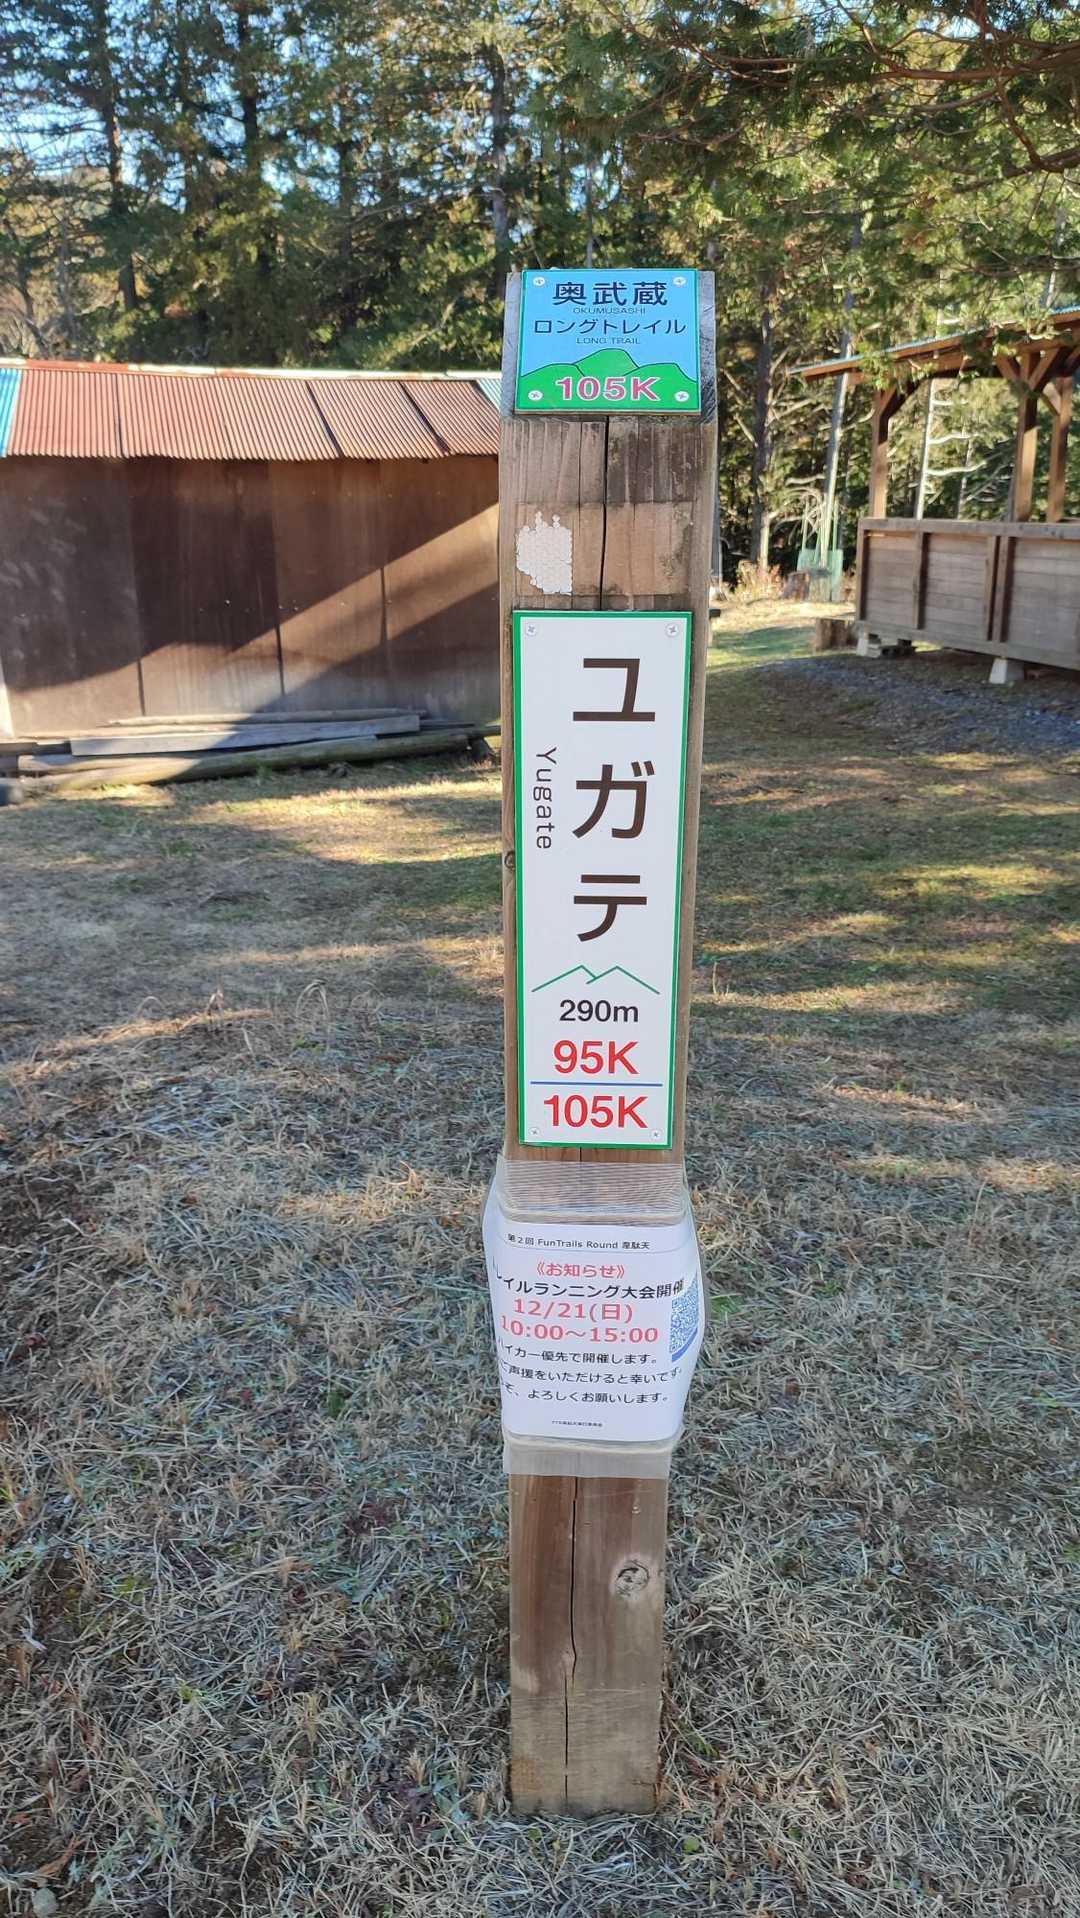 奥武蔵
OKUMUSASHI
ロングトレイル
LONG TRAIL
105K
ユガテ
Yugate
290m
95K
105K
第2回 FunTrails Round 韋駄天
《お知らせ》
レイルランニング大会開催
12/21(日)
10:00～15:00
イカー優先で開催します。
ご声援をいただけると幸いです。
ぞ、よろしくお願いします。